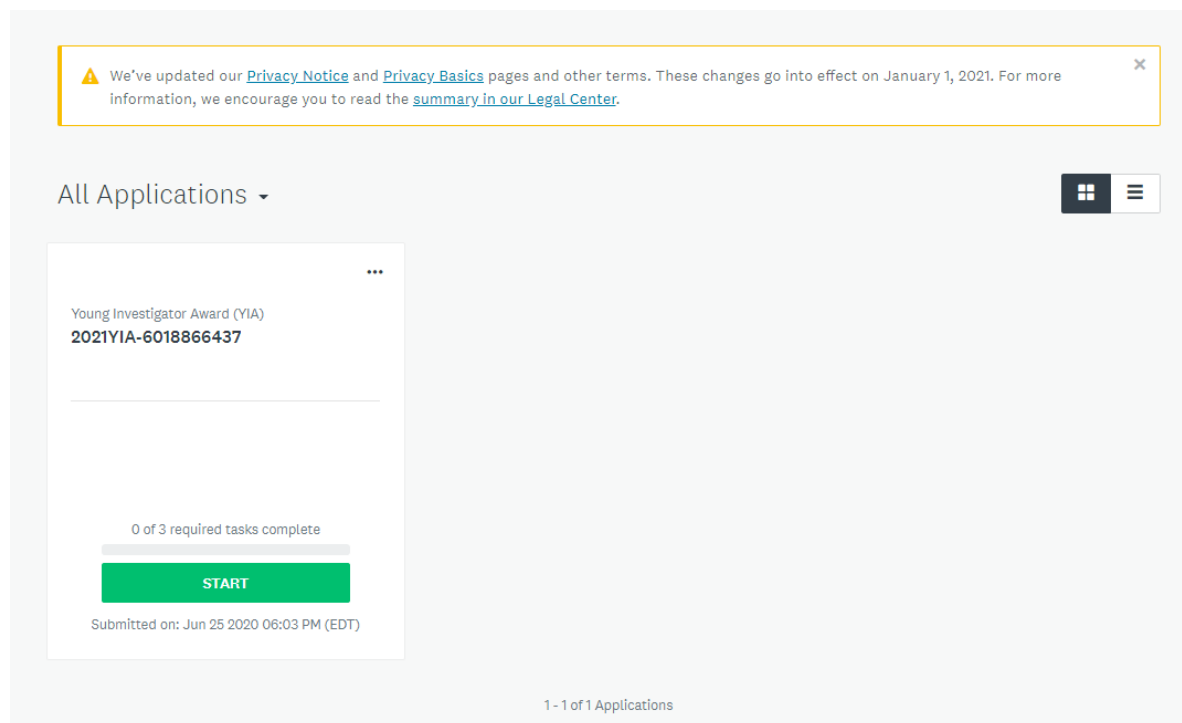 We've updated our Privacy Notice and Privacy Basics pages and other terms. These changes go into effect on January 1, 2021. For more
information, we encourage you to read the summary in our Legal Center.
All Applications
Young Investigator Award (YIA)
2021YIA-6018866437
0 of 3 required tasks complete
START
Submitted on: Jun 25 2020 06:03 PM (EDT)
1 - 1 of 1 Applications